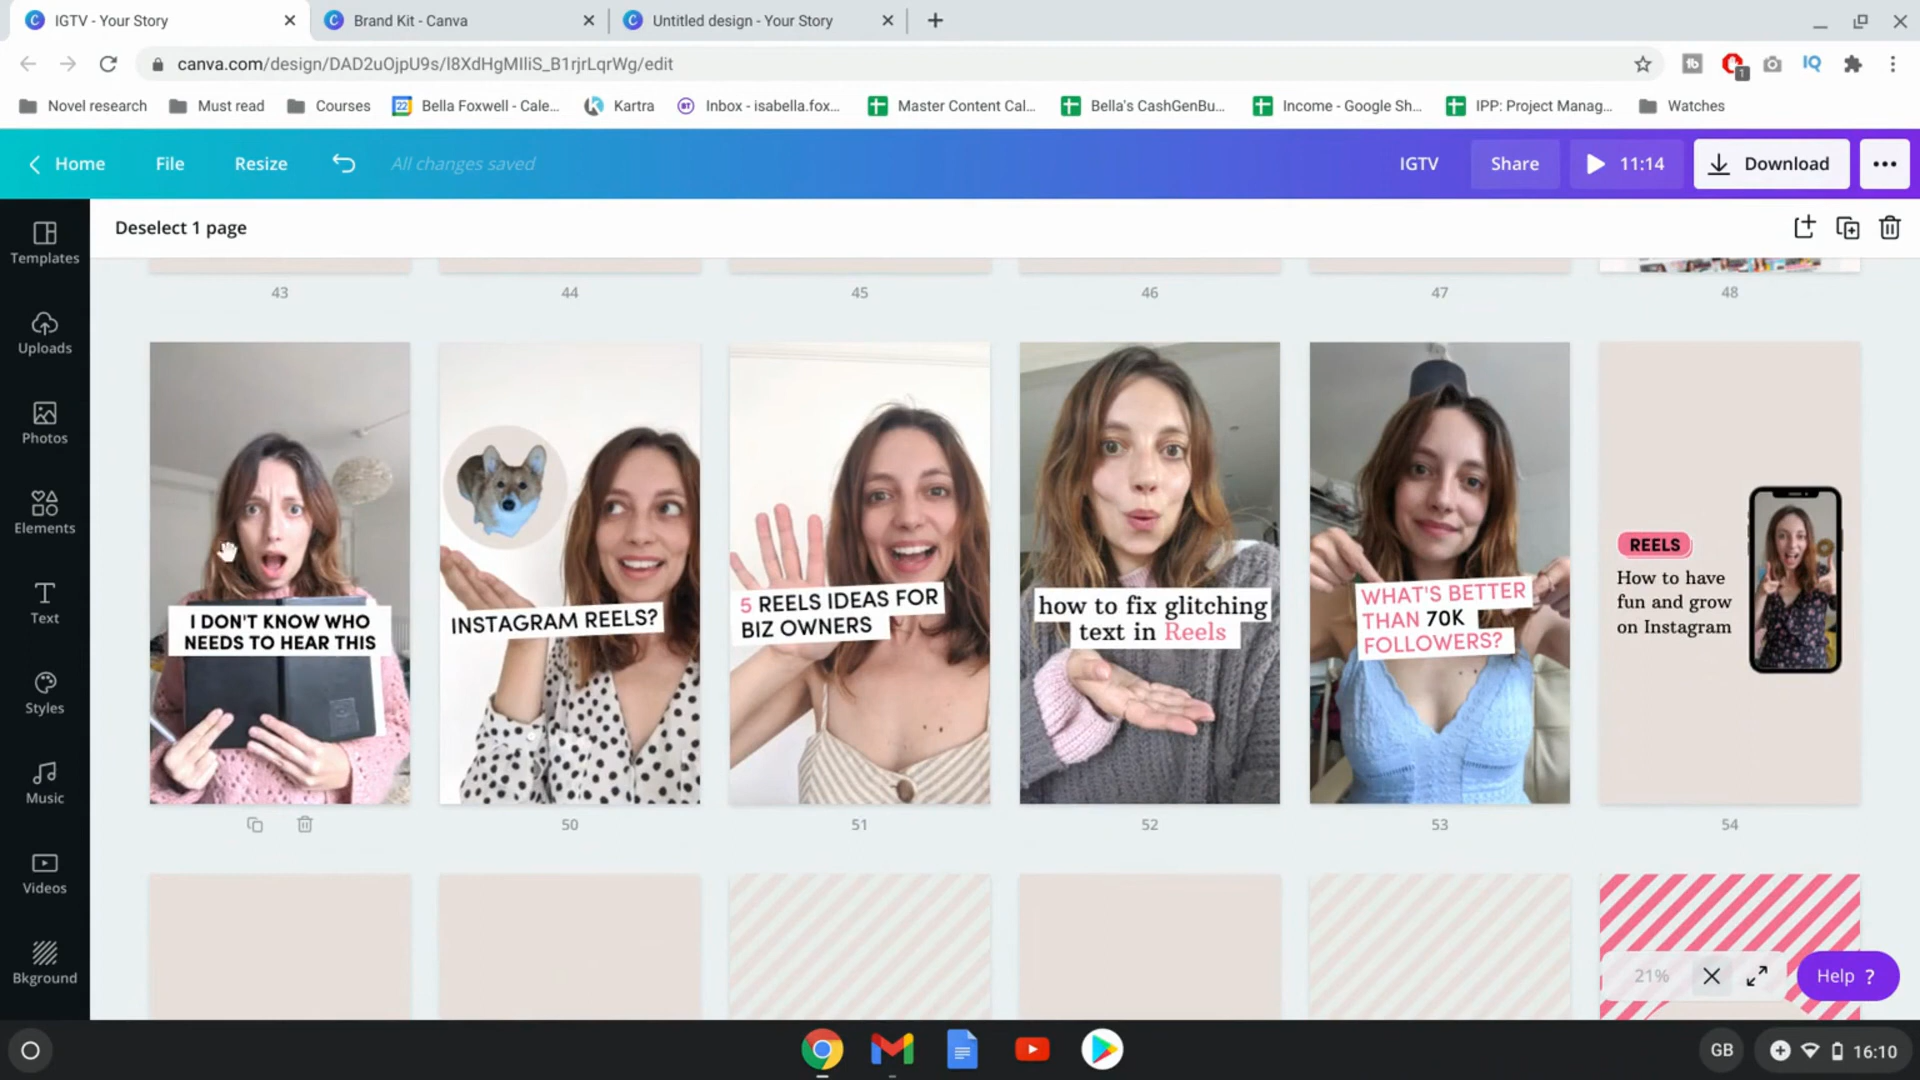 IGTV - Your Story
Brand Kit - Canva
Untitled design - Your Story
canva.com/design/DAD2uOjpU9s/I8XdHgMIliS_B1rjrLqrWg/edit
1
IQ
Novel research
Must read
Courses
22
Bella Foxwell - Cale...
Kartra
BT
Inbox - isabella.fox...
Master Content Cal...
Bella's CashGenBu...
Income - Google Sh...
IPP: Project Manag...
Watches
Home
File
Resize
All changes saved
IGTV
Share
11:14
Download
Deselect 1 page
Templates
Uploads
Photos
Elements
Text
Styles
Music
Videos
Bkground
43
44
45
46
47
48
I DON'T KNOW WHO
NEEDS TO HEAR THIS
INSTAGRAM REELS?
5 REELS IDEAS FOR
BIZ OWNERS
how to fix glitching
text in Reels
WHAT'S BETTER
THAN 70K
FOLLOWERS?
REELS
How to have
fun and grow
on Instagram
50
51
52
53
54
21%
Help ?
GB
16:10